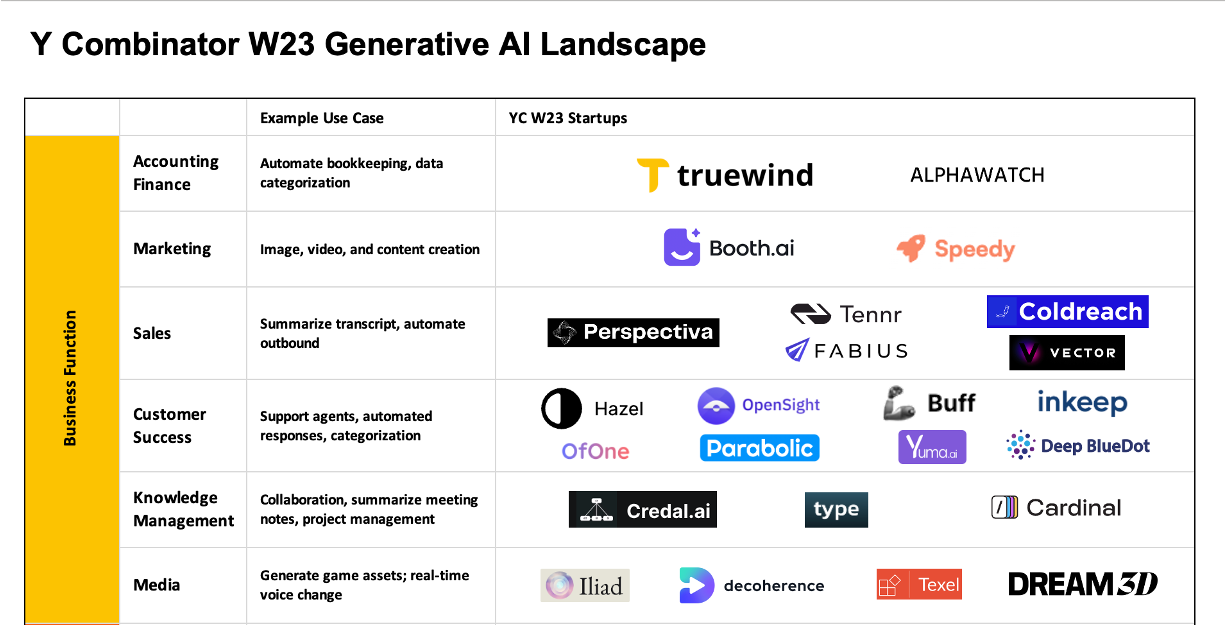 Y Combinator W23 Generative AI Landscape
Example Use Case
YC W23 Startups
Business Function
Accounting
Finance
Automate bookkeeping, data
categorization
truewind
ALPHAWATCH
Marketing
Image, video, and content creation
Booth.ai
Speedy
Sales
Summarize transcript, automate
outbound
Perspectiva
Tennr
FABIUS
Coldreach
VECTOR
Customer
Success
Support agents, automated
responses, categorization
Hazel
OpenSight
Buff
inkeep
OfOne
Parabolic
Yuma.ai
Deep BlueDot
Knowledge
Management
Collaboration, summarize meeting
notes, project management
Credal.ai
type
Cardinal
Media
Generate game assets; real-time
voice change
Iliad
decoherence
Texel
DREAM 3D